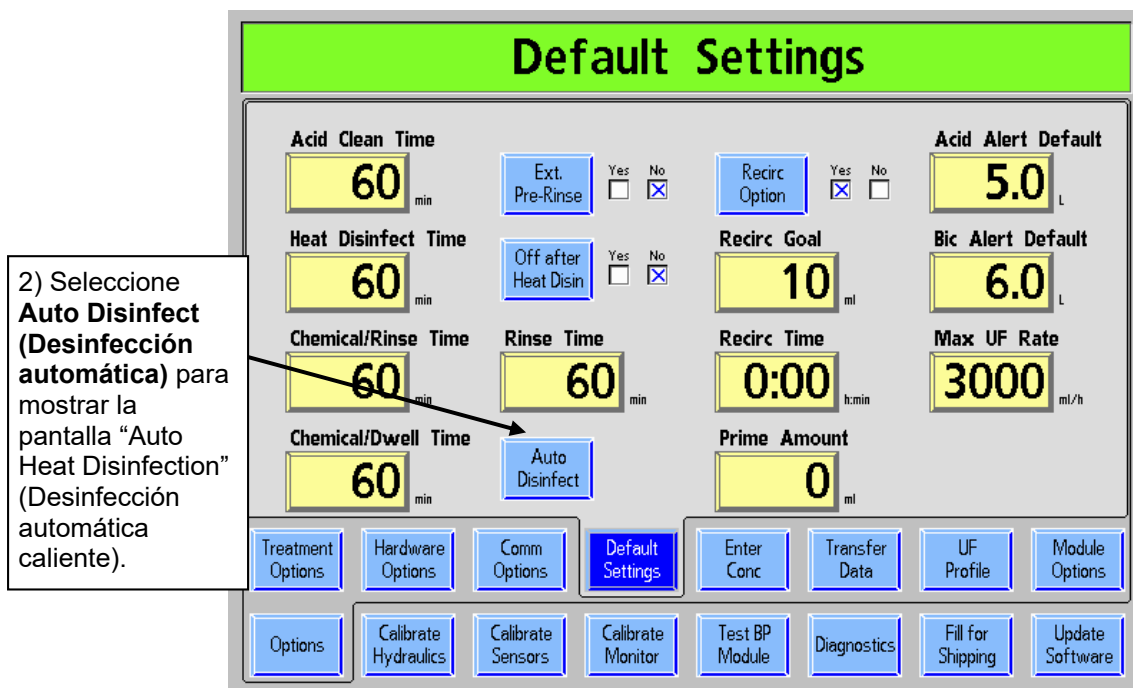 Default Settings
Acid Clean Time
60 min
Ext.
Pre-Rinse
Yes No
Recirc
Option
Yes No
Acid Alert Default
5.0 L
Heat Disinfect Time
60 min
Off after
Heat Disin
Yes No
Recirc Goal
10 ml
Bic Alert Default
6.0 L
2) Seleccione
Auto Disinfect
(Desinfección
automática) para
mostrar la
pantalla “Auto
Heat Disinfection”
(Desinfección
automática
caliente).
Chemical/Rinse Time
60 min
Rinse Time
60 min
Recirc Time
0:00 h:min
Max UF Rate
3000 ml/h
Chemical/Dwell Time
60 min
Auto
Disinfect
Prime Amount
0 ml
Treatment
Options
Hardware
Options
Comm
Options
Default
Settings
Enter
Conc
Transfer
Data
UF
Profile
Module
Options
Options
Calibrate
Hydraulics
Calibrate
Sensors
Calibrate
Monitor
Test BP
Module
Diagnostics
Fill for
Shipping
Update
Software